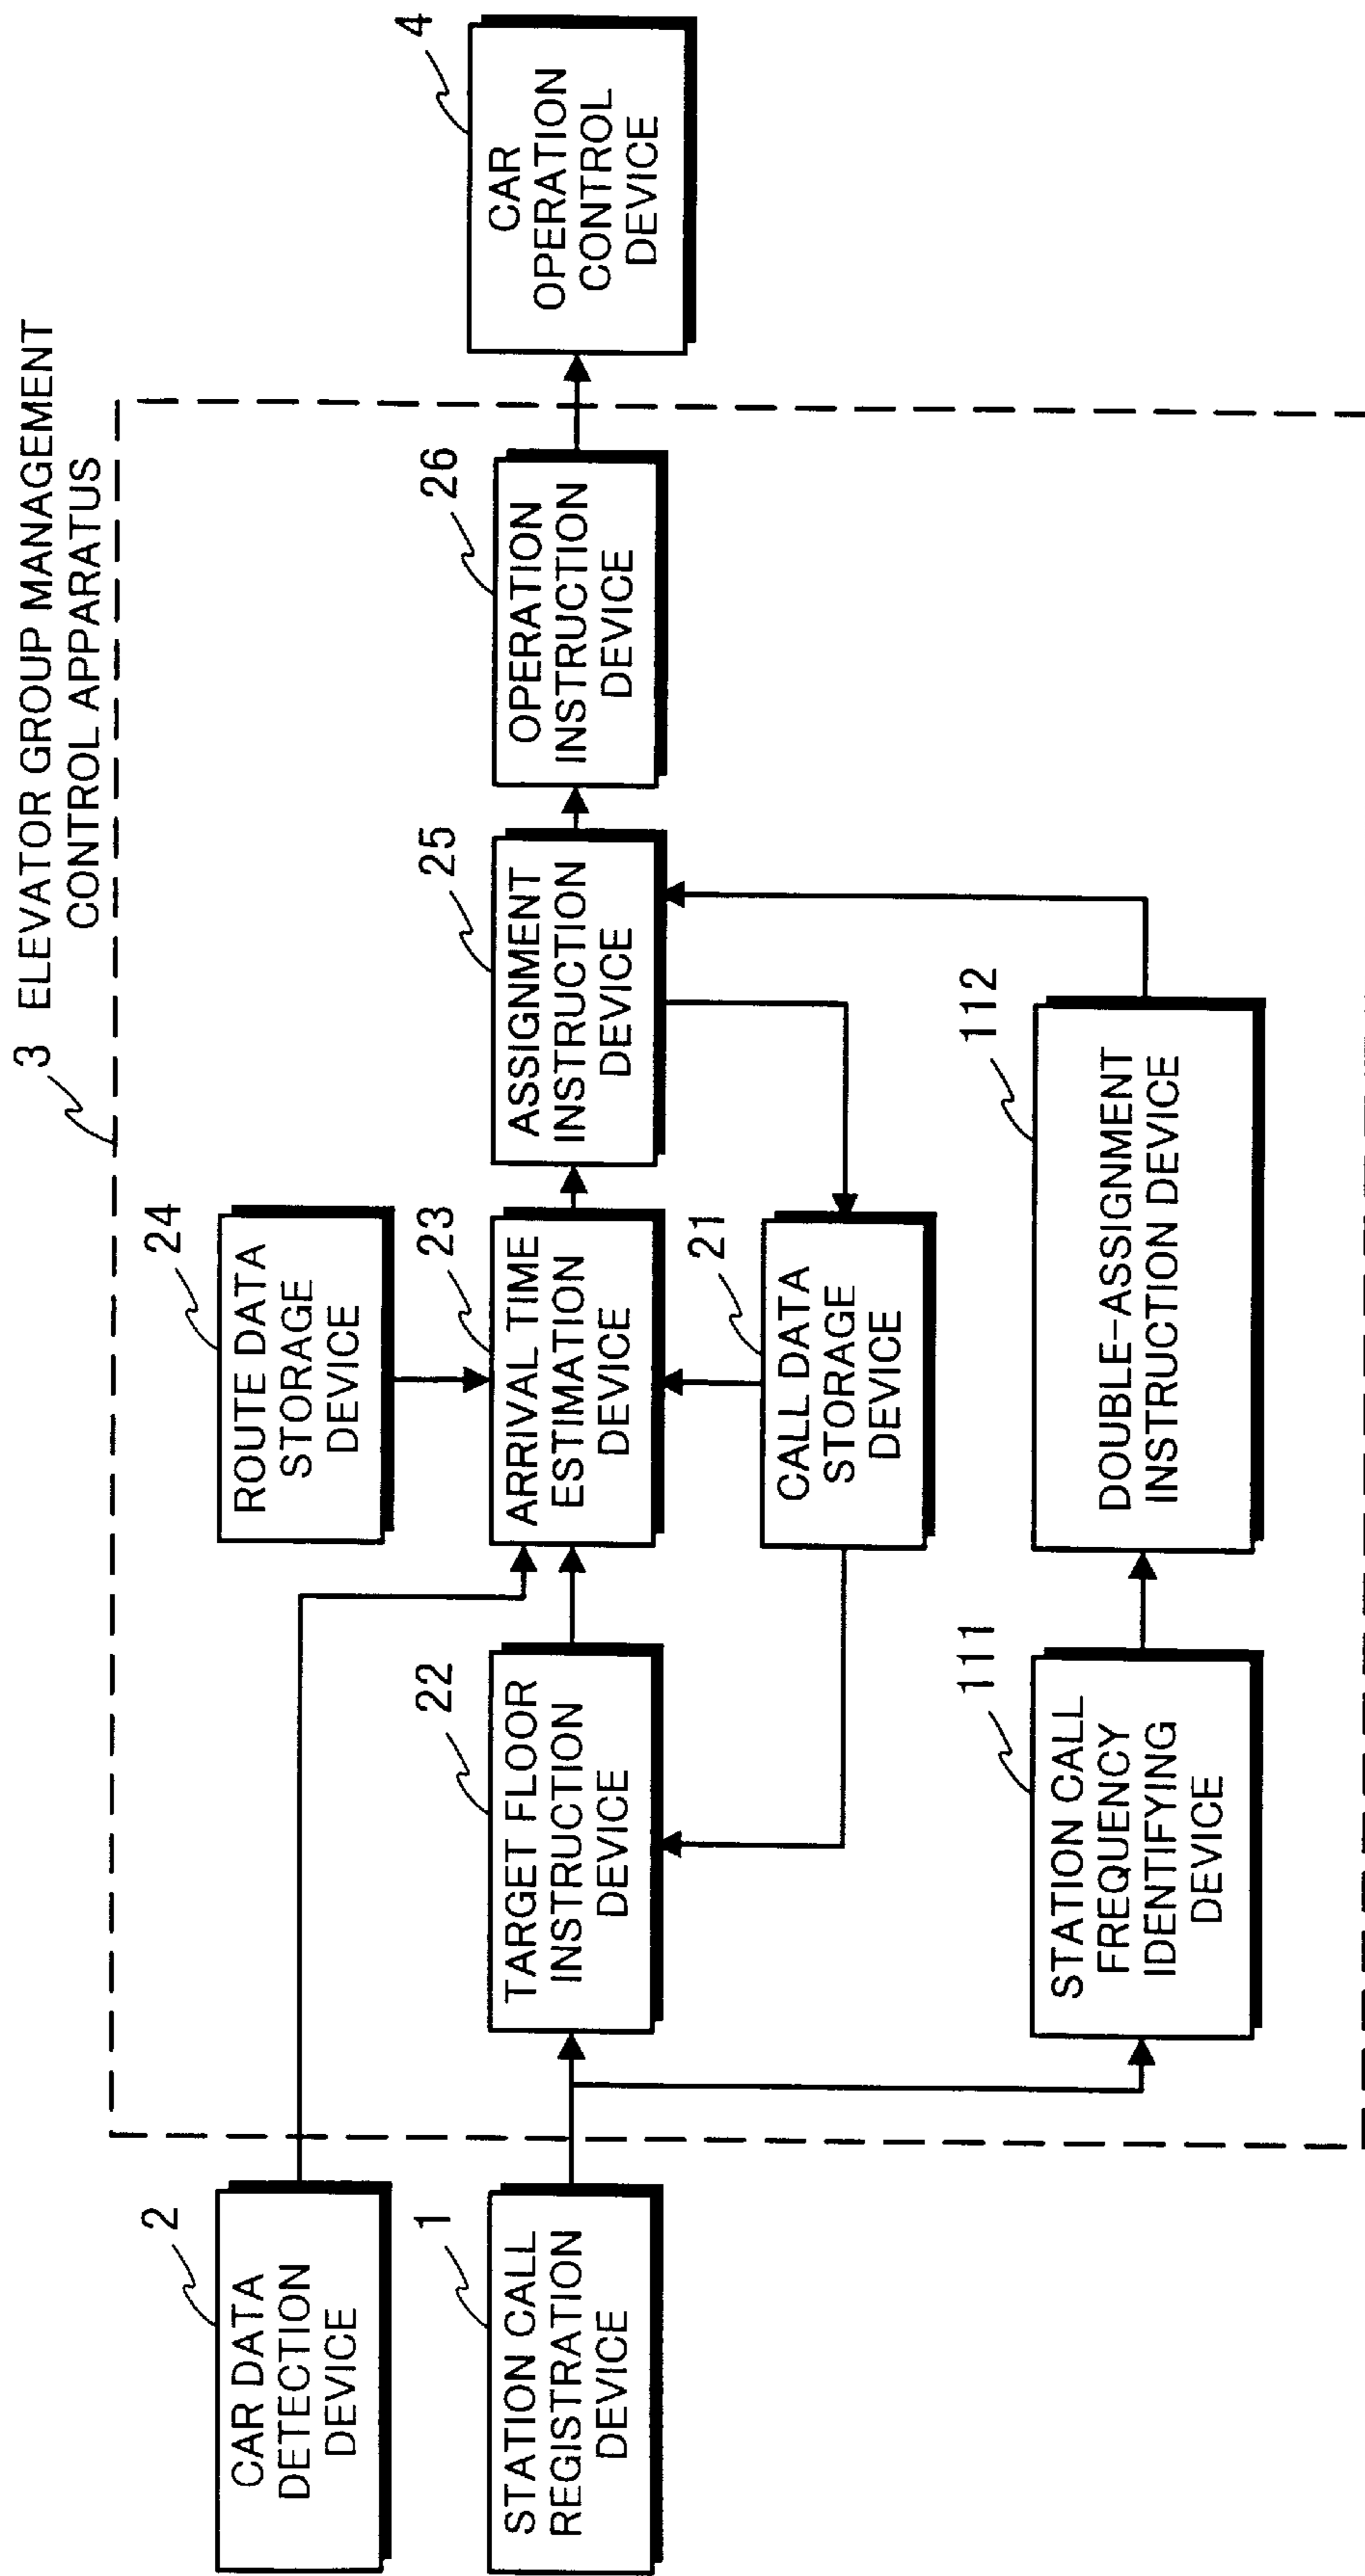 3 ELEVATOR GROUP MANAGEMENT
CONTROL APPARATUS
2
CAR DATA
DETECTION
DEVICE
1
STATION CALL
REGISTRATION
DEVICE
24
ROUTE DATA
STORAGE
DEVICE
22
TARGET FLOOR
INSTRUCTION
DEVICE
23
ARRIVAL TIME
ESTIMATION
DEVICE
25
ASSIGNMENT
INSTRUCTION
DEVICE
26
OPERATION
INSTRUCTION
DEVICE
4
CAR
OPERATION
CONTROL
DEVICE
21
CALL DATA
STORAGE
DEVICE
111
STATION CALL
FREQUENCY
IDENTIFYING
DEVICE
112
DOUBLE-ASSIGNMENT
INSTRUCTION DEVICE